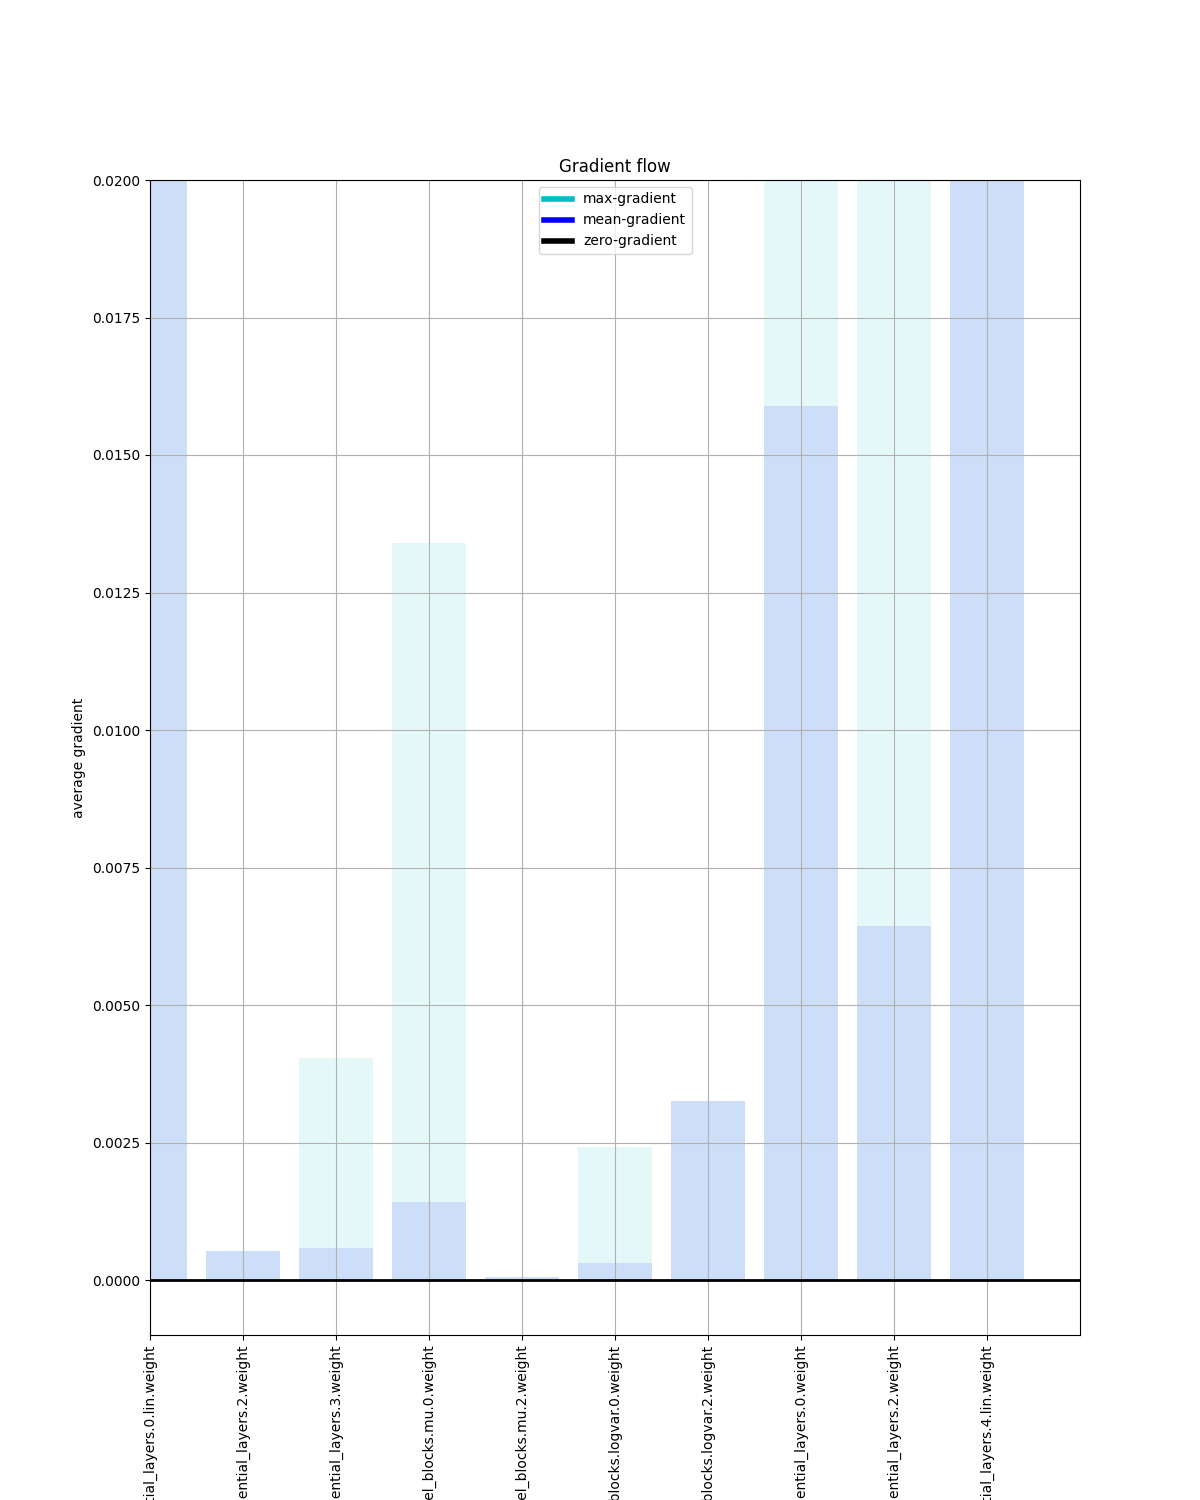 Gradient flow
max-gradient
mean-gradient
zero-gradient
0.0200
0.0175
0.0150
0.0125
0.0100
0.0075
0.0050
0.0025
0.0000
average gradient
tial_layers.0.lin.weight
ential_layers.2.weight
ential_layers.3.weight
el_blocks.mu.0.weight
el_blocks.mu.2.weight
blocks.logvar.0.weight
blocks.logvar.2.weight
ential_layers.0.weight
ential_layers.2.weight
tial_layers.4.lin.weight